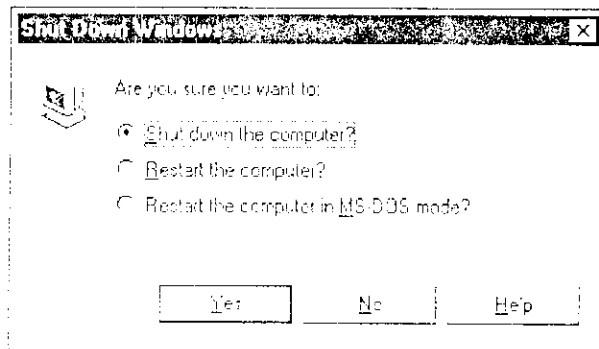 Shut Down Windows
Are you sure you want to:
Shut down the computer?
Restart the computer?
Restart the computer in MS-DOS mode?
Yes No Help